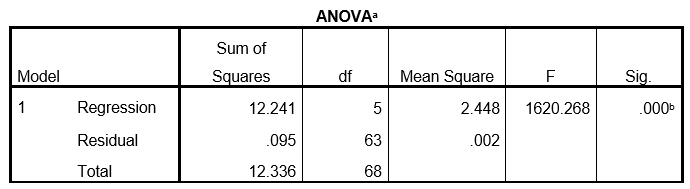 ANOVAᵃ
Model Sum of Squares df Mean Square F Sig.
1 Regression 12.241 5 2.448 1620.268 .000ᵇ
Residual .095 63 .002
Total 12.336 68